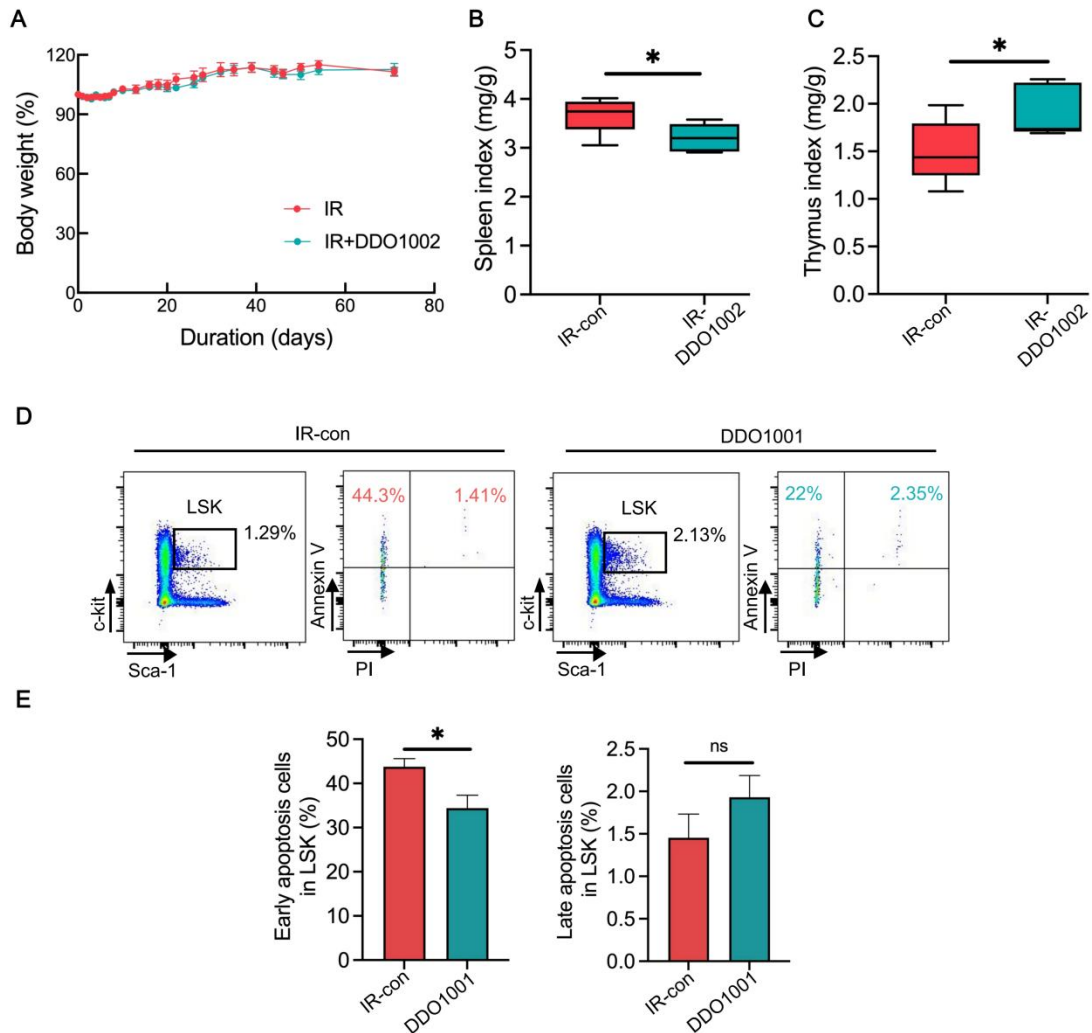 A
Body weight (%)
120
90
60
30
0
0
20
40
60
80
Duration (days)
IR
IR+DDO1002
B
Spleen index (mg/g)
5
4
3
2
1
0
*
IR-con
IR-
DDO1002
C
Thymus index (mg/g)
2.5
2.0
1.5
1.0
0.5
0.0
*
IR-con
IR-
DDO1002
D
IR-con
DDO1001
LSK
1.29%
c-kit
Sca-1
44.3%
1.41%
Annexin V
PI
LSK
2.13%
c-kit
Sca-1
22%
2.35%
Annexin V
PI
E
Early apoptosis cells
in LSK (%)
50
40
30
20
10
0
*
IR-con
DDO1001
Late apoptosis cells
in LSK (%)
2.5
2.0
1.5
1.0
0.5
0.0
ns
IR-con
DDO1001